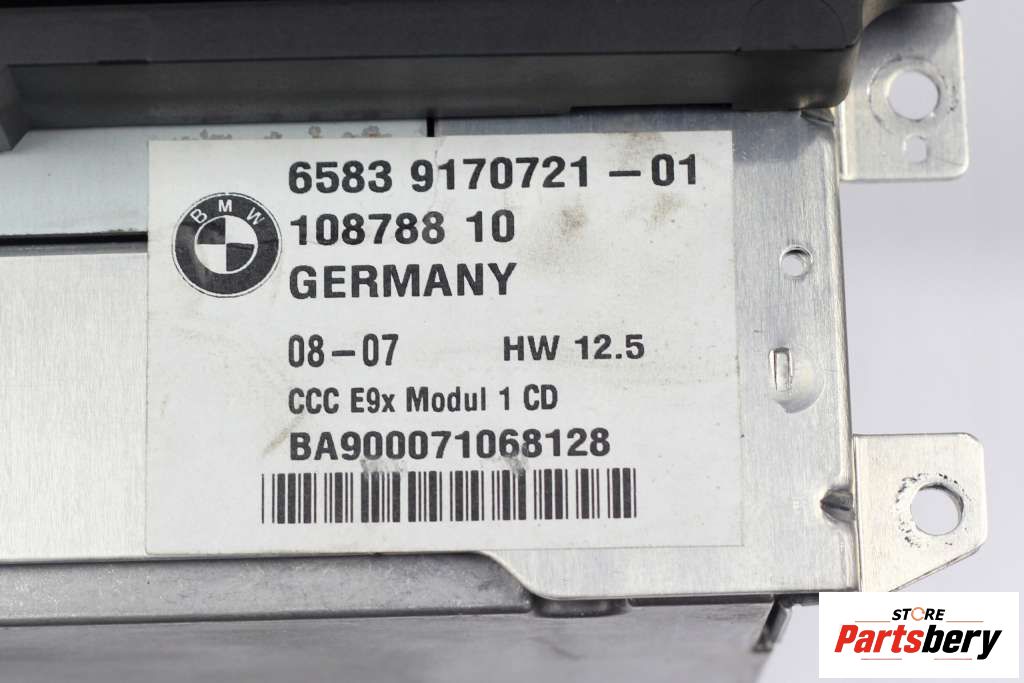 6583 9170721-01
BMW
108788 10
GERMANY
08-07 HW 12.5
CCC E9x Modul 1 CD
BA900071068128
STORE
Partsbery